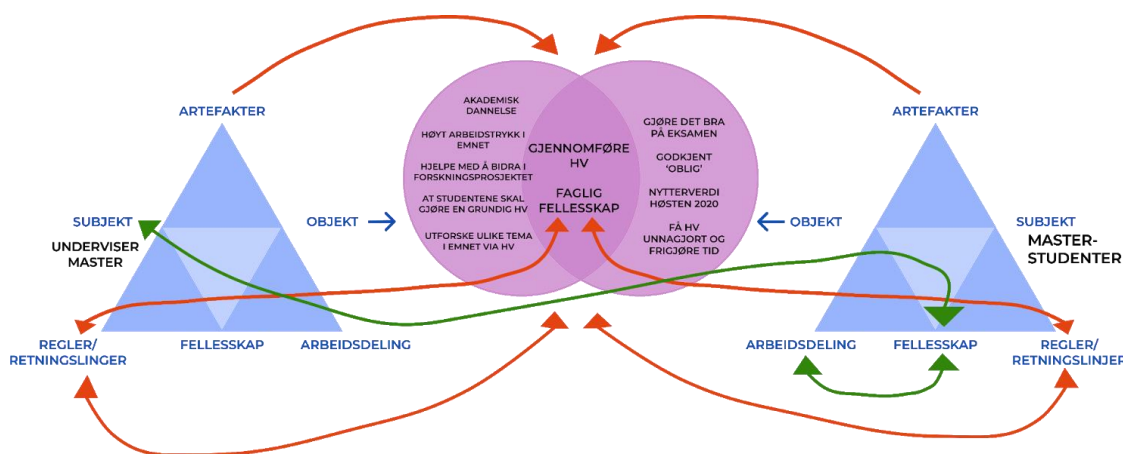 ARTEFAKTER
SUBJEKT
UNDERVISER
MASTER
OBJEKT
REGLER/
RETNINGSLINGER
FELLESSKAP
ARBEIDSDELING
AKADEMISK
DANNELSE
HØYT ARBEIDSTRYKK I
EMNET
HJELPE MED Å BIDRA I
FORSKNINGSPROSJEKTET
AT STUDENTENE SKAL
GJØRE EN GRUNDIG HV
UTFORSKE ULIKE TEMA
I EMNET VIA HV
GJENNOMFØRE
HV
FAGLIG
FELLESSKAP
GJØRE DET BRA
PÅ EKSAMEN
GODKJENT
'OBLIG'
NYTTERVERDI
HØSTEN 2020
FÅ HV
UNNAGJORT OG
FRIGJØRE TID
ARTEFAKTER
OBJEKT
SUBJEKT
MASTER-
STUDENTER
ARBEIDSDELING
FELLESSKAP
REGLER/
RETNINGSLINJER